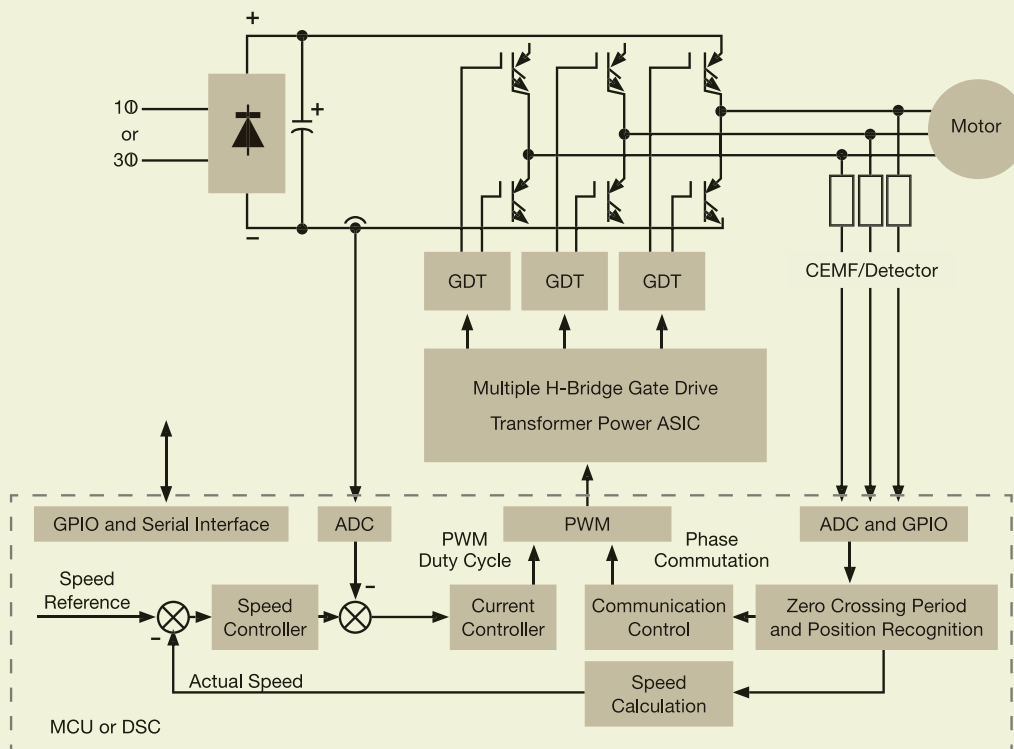 +
1Φ
or
3Φ
+
–
Motor
CEMF/Detector
GDT
GDT
GDT
Multiple H-Bridge Gate Drive
Transformer Power ASIC
GPIO and Serial Interface
ADC
PWM
ADC and GPIO
PWM
Duty Cycle
Phase
Commutation
Speed
Reference
–
–
Speed
Controller
Current
Controller
Communication
Control
Zero Crossing Period
and Position Recognition
Actual Speed
Speed
Calculation
MCU or DSC